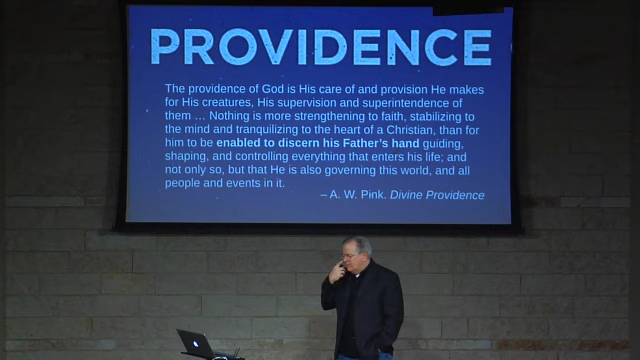 PROVIDENCE
The providence of God is His care of and provision He makes
for His creatures, His supervision and superintendence of
them … Nothing is more strengthening to faith, stabilizing to
the mind and tranquilizing to the heart of a Christian, than for
him to be enabled to discern his Father's hand guiding,
shaping, and controlling everything that enters his life; and
not only so, but that He is also governing this world, and all
people and events in it.
– A. W. Pink. Divine Providence